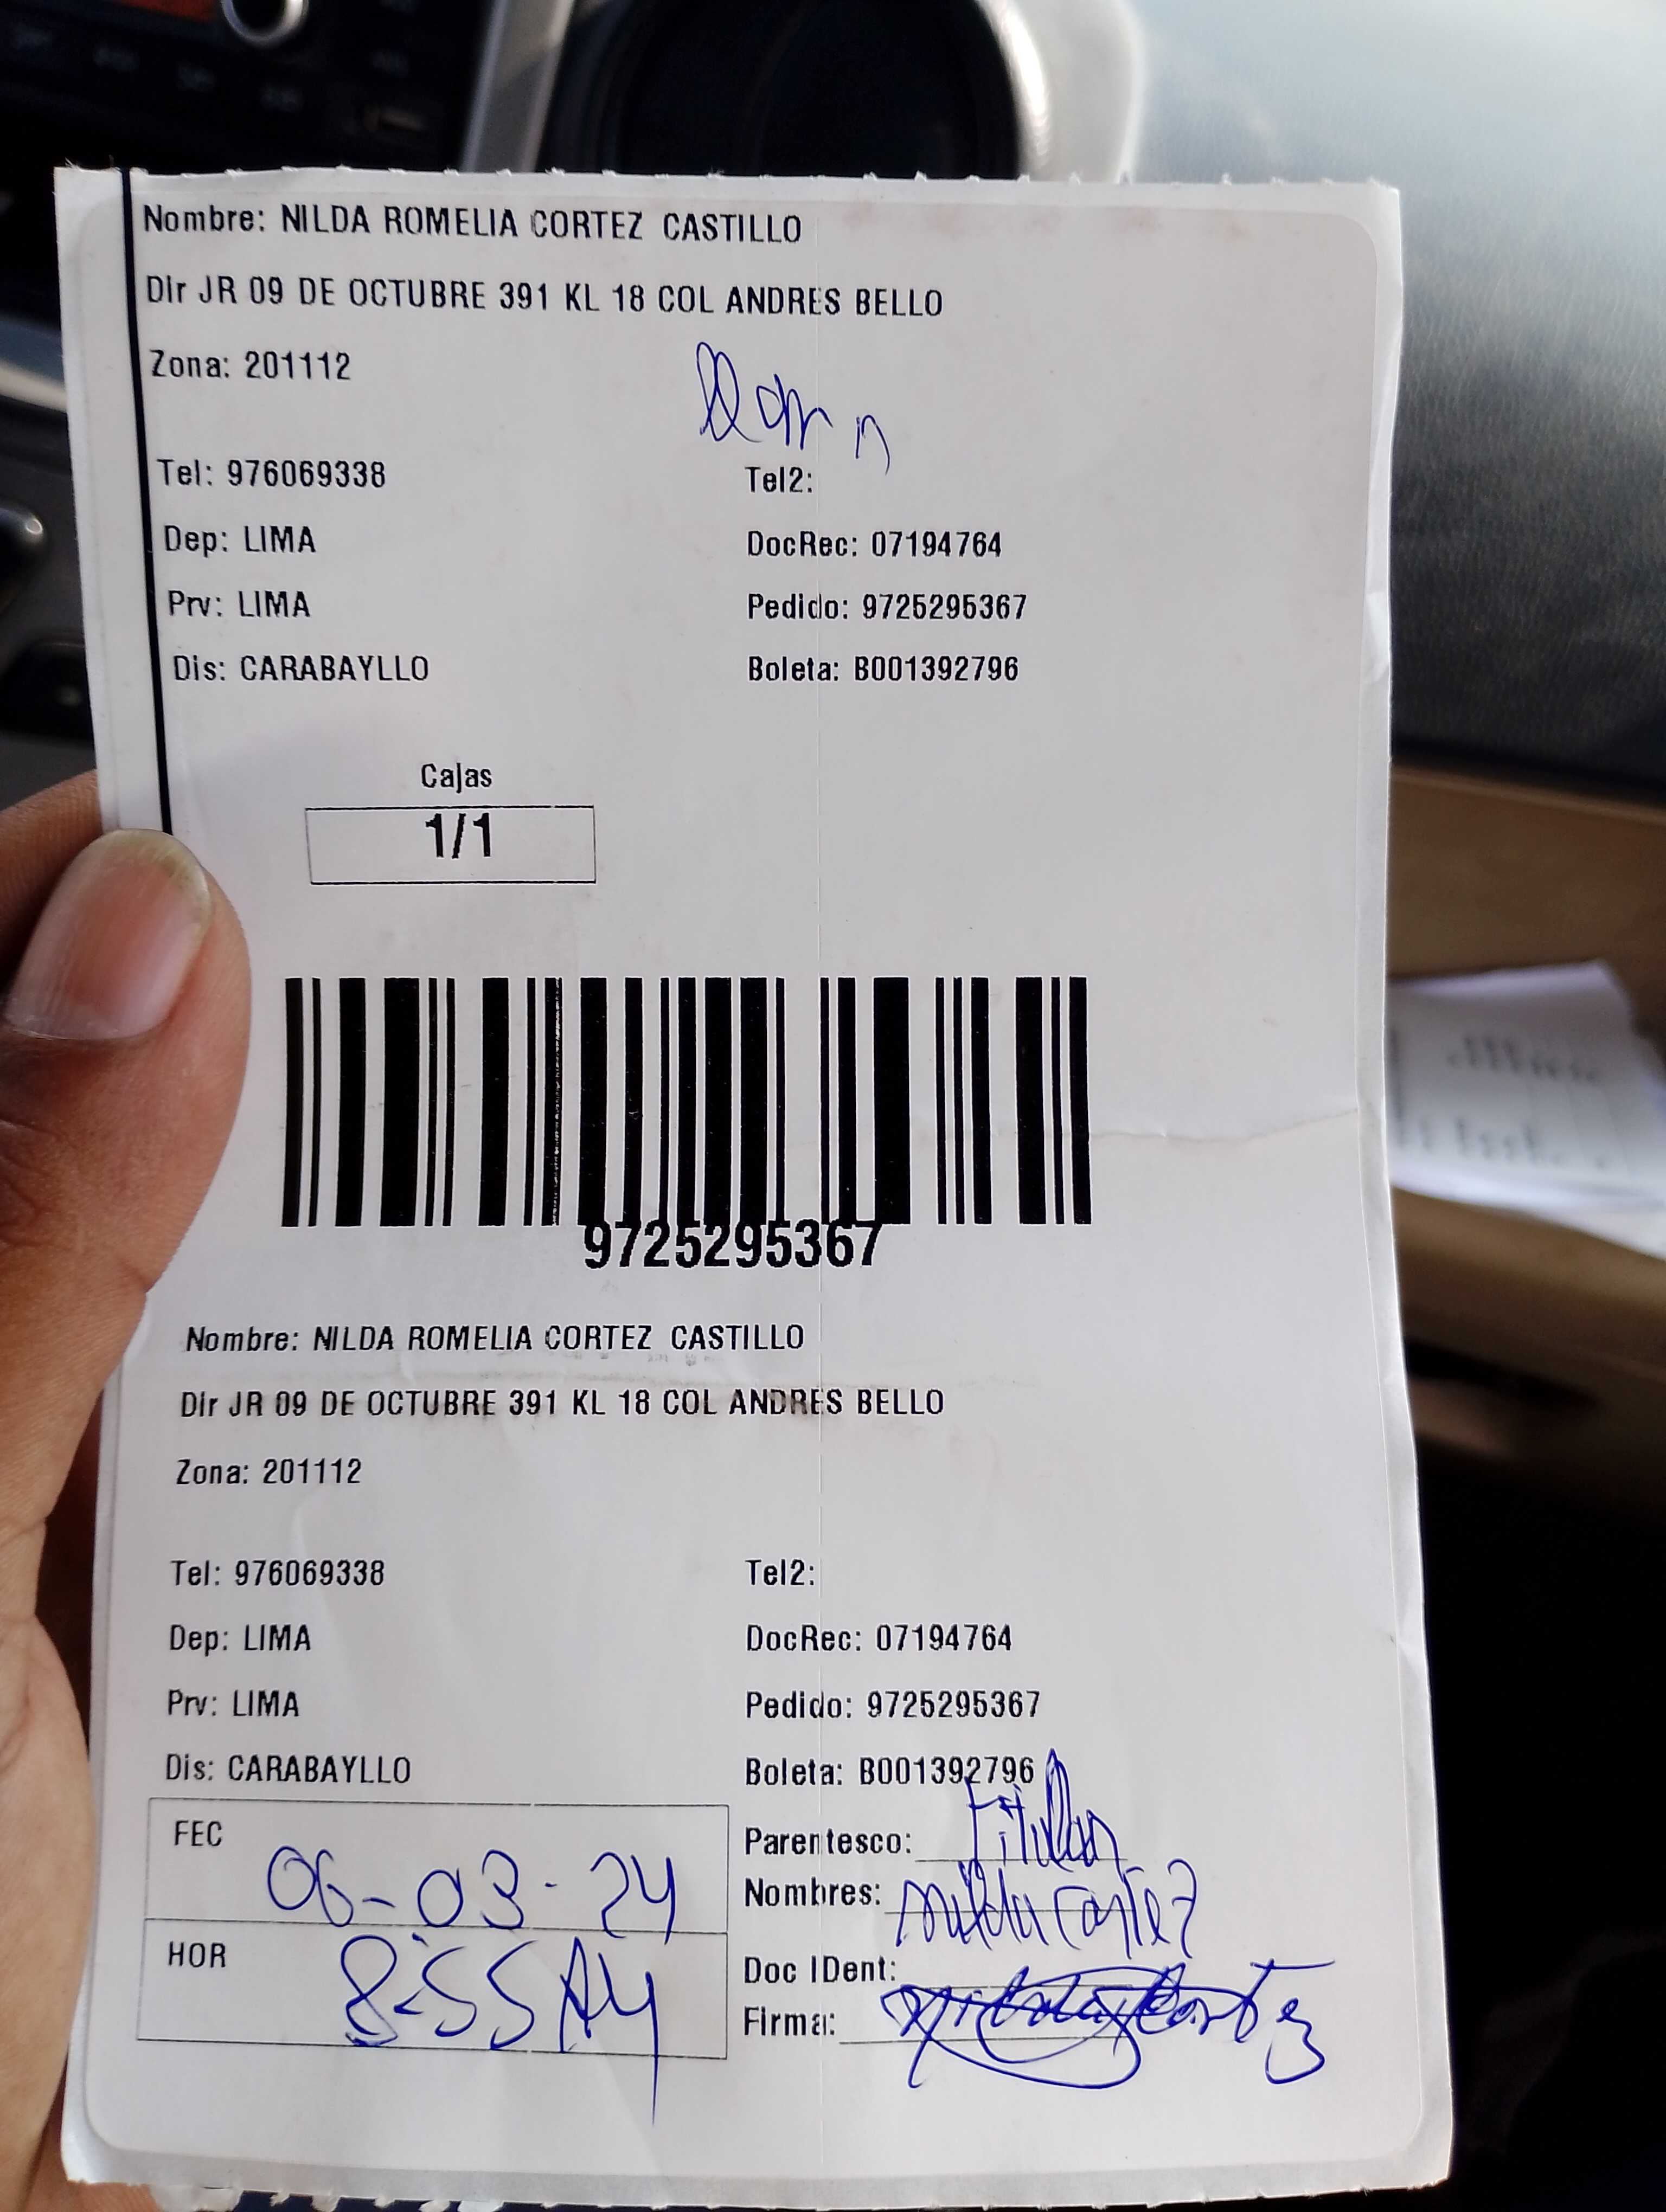 Nombre: NILDA ROMELIA CORTEZ CASTILLO
Dir JR 09 DE OCTUBRE 391 KL 18 COL ANDRES BELLO
Zona: 201112
Tel: 976069338 Tel2:
Dep: LIMA DocRec: 07194764
Prv: LIMA Pedido: 9725295367
Dis: CARABAYLLO Boleta: B001392796
Cajas
1/1
9725295367
Nombre: NILDA ROMELIA CORTEZ CASTILLO
Dir JR 09 DE OCTUBRE 391 KL 18 COL ANDRES BELLO
Zona: 201112
Tel: 976069338 Tel2:
Dep: LIMA DocRec: 07194764
Prv: LIMA Pedido: 9725295367
Dis: CARABAYLLO Boleta: B001392796
FEC 06-03-24 Parentesco: titular
Nombres: nilda cortez
HOR 8:55 AM Doc IDent:
Firma: